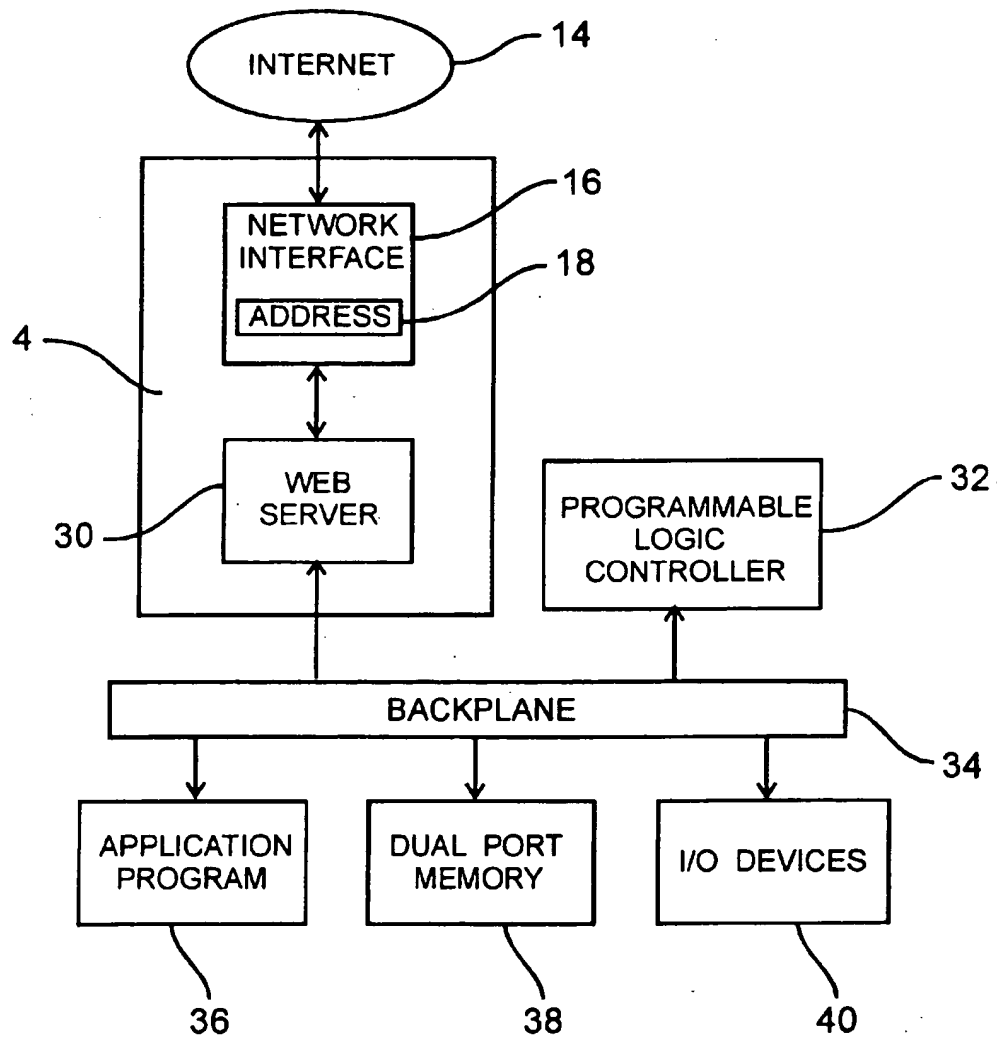 INTERNET
14
NETWORK
INTERFACE
16
ADDRESS
18
4
WEB
SERVER
30
PROGRAMMABLE
LOGIC
CONTROLLER
32
BACKPLANE
34
APPLICATION
PROGRAM
DUAL PORT
MEMORY
I/O DEVICES
36
38
40